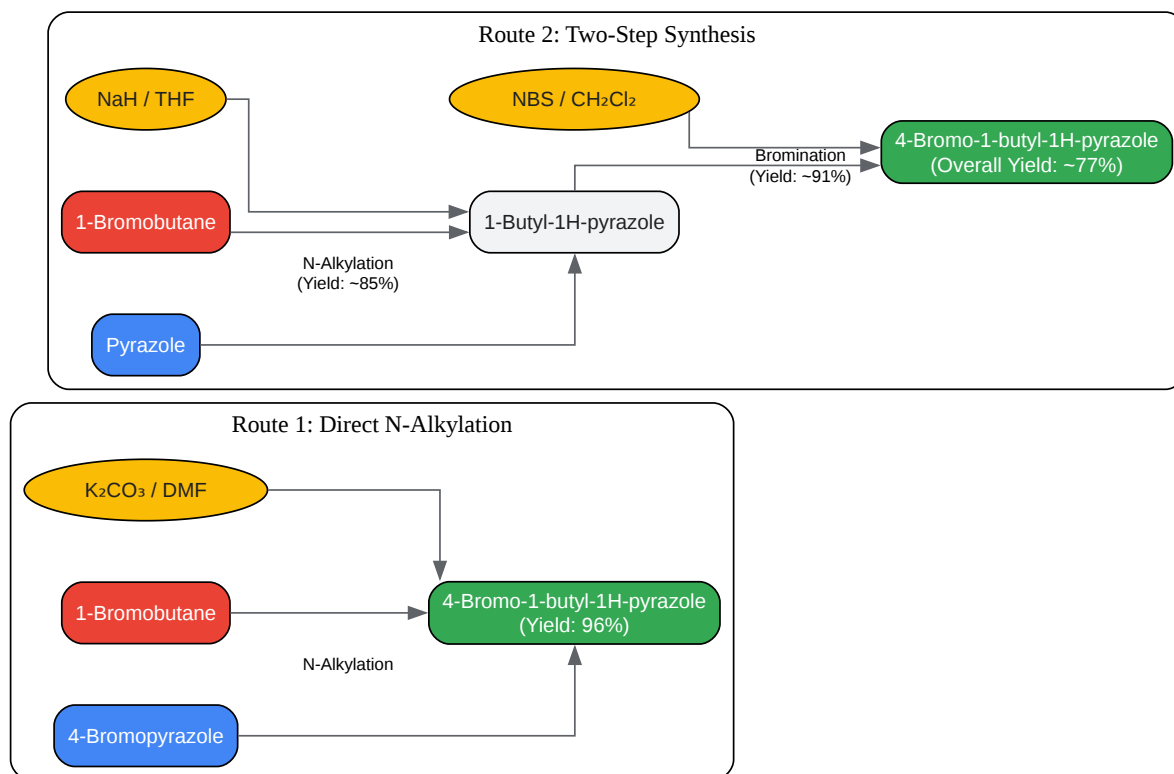 Route 2: Two-Step Synthesis
NaH / THF
NBS / CH₂Cl₂
4-Bromo-1-butyl-1H-pyrazole
(Overall Yield: ~77%)
Bromination
(Yield: ~91%)
1-Bromobutane
1-Butyl-1H-pyrazole
N-Alkylation
(Yield: ~85%)
Pyrazole
Route 1: Direct N-Alkylation
K₂CO₃ / DMF
1-Bromobutane
4-Bromo-1-butyl-1H-pyrazole
(Yield: 96%)
N-Alkylation
4-Bromopyrazole